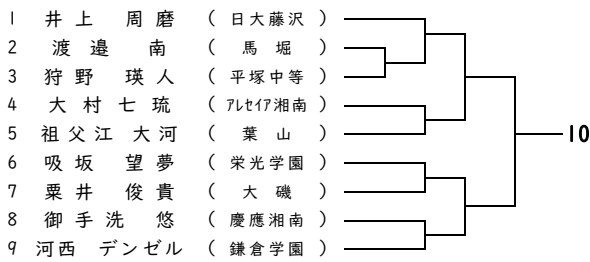 1 井上 周磨 ( 日大藤沢 )
2 渡邉 南 ( 馬堀 )
3 狩野 瑛人 ( 平塚中等 )
4 大村七琉 ( アレセイア湘南 )
5 祖父江 大河 ( 葉山 )
6 吸坂 望夢 ( 栄光学園 )
7 粟井 俊貴 ( 大磯 )
8 御手洗 悠 ( 慶應湘南 )
9 河西 デンゼル ( 鎌倉学園 )
10